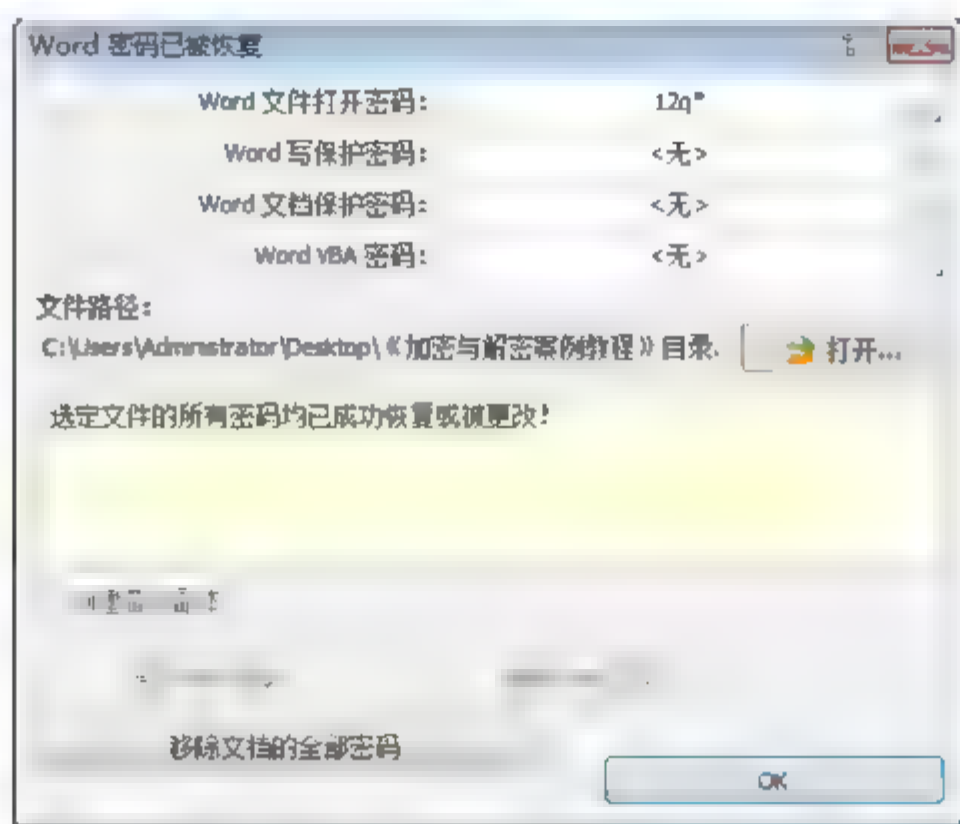 Word 密码已被恢复
Word 文件打开密码: 12q*
Word 写保护密码: <无>
Word 文档保护密码: <无>
Word VBA 密码: <无>
文件路径:
C:\Users\Admnstrator\Desktop\《加密与解密案例教程》目录. 打开...
选定文件的所有密码均已成功恢复或被更改!
移除文档的全部密码
OK